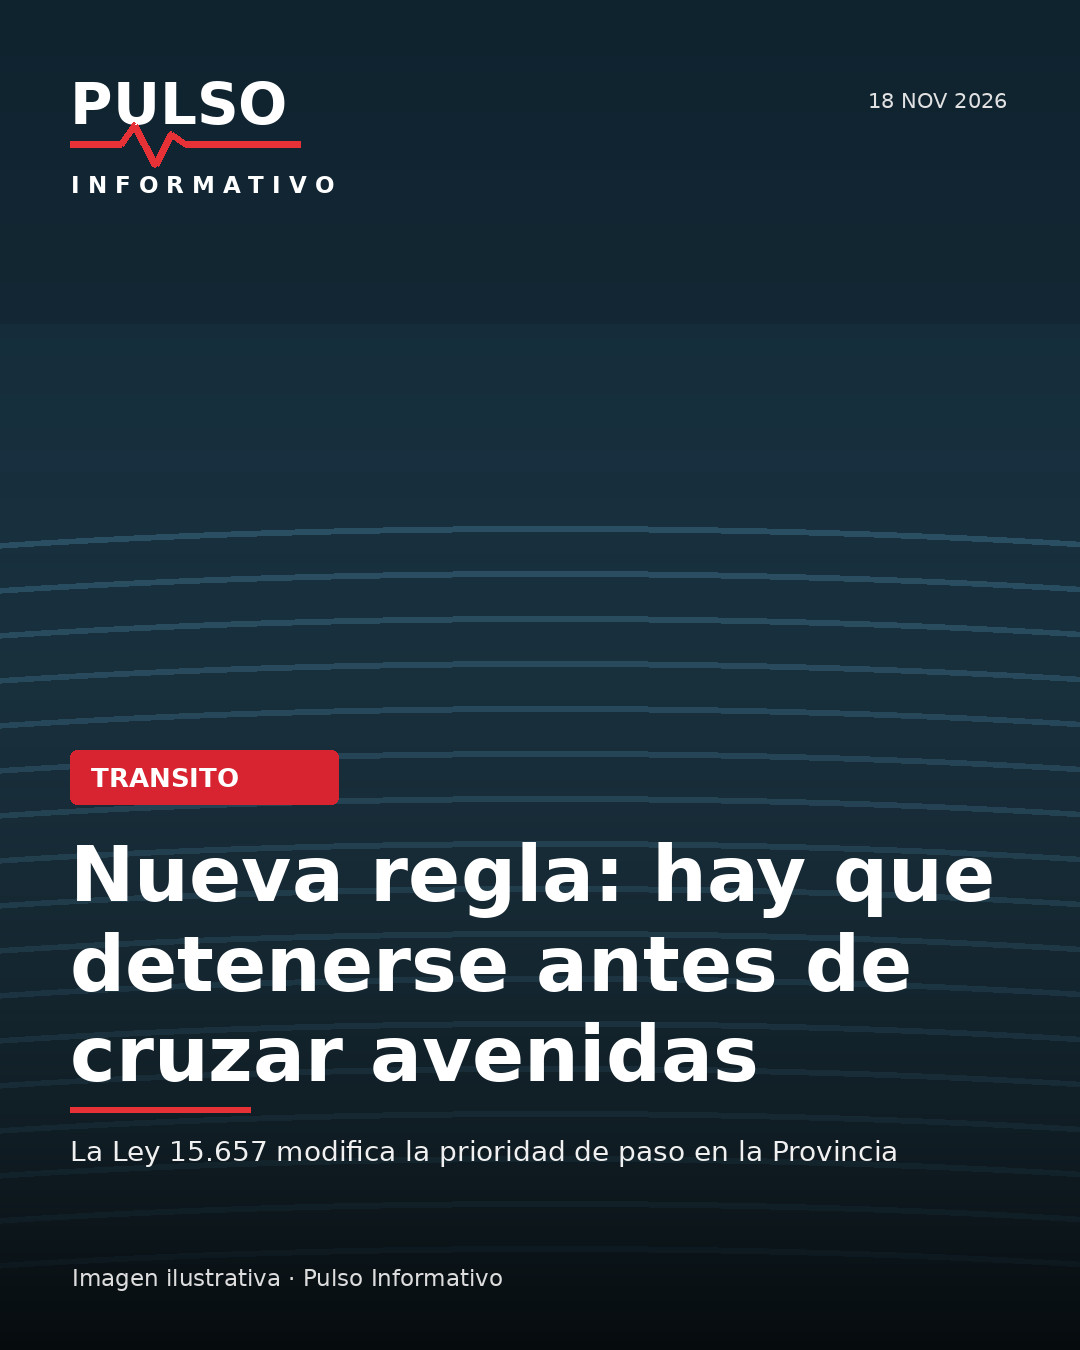 PULSO
INFORMATIVO
18 NOV 2026
TRANSITO
Nueva regla: hay que
detenerse antes de
cruzar avenidas
La Ley 15.657 modifica la prioridad de paso en la Provincia
Imagen ilustrativa · Pulso Informativo